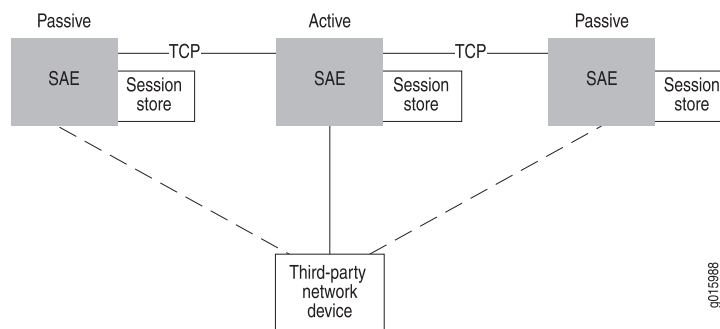 Passive
Active
Passive
TCP
TCP
SAE
SAE
SAE
Session
store
Session
store
Session
store
Third-party
network
device
g015988